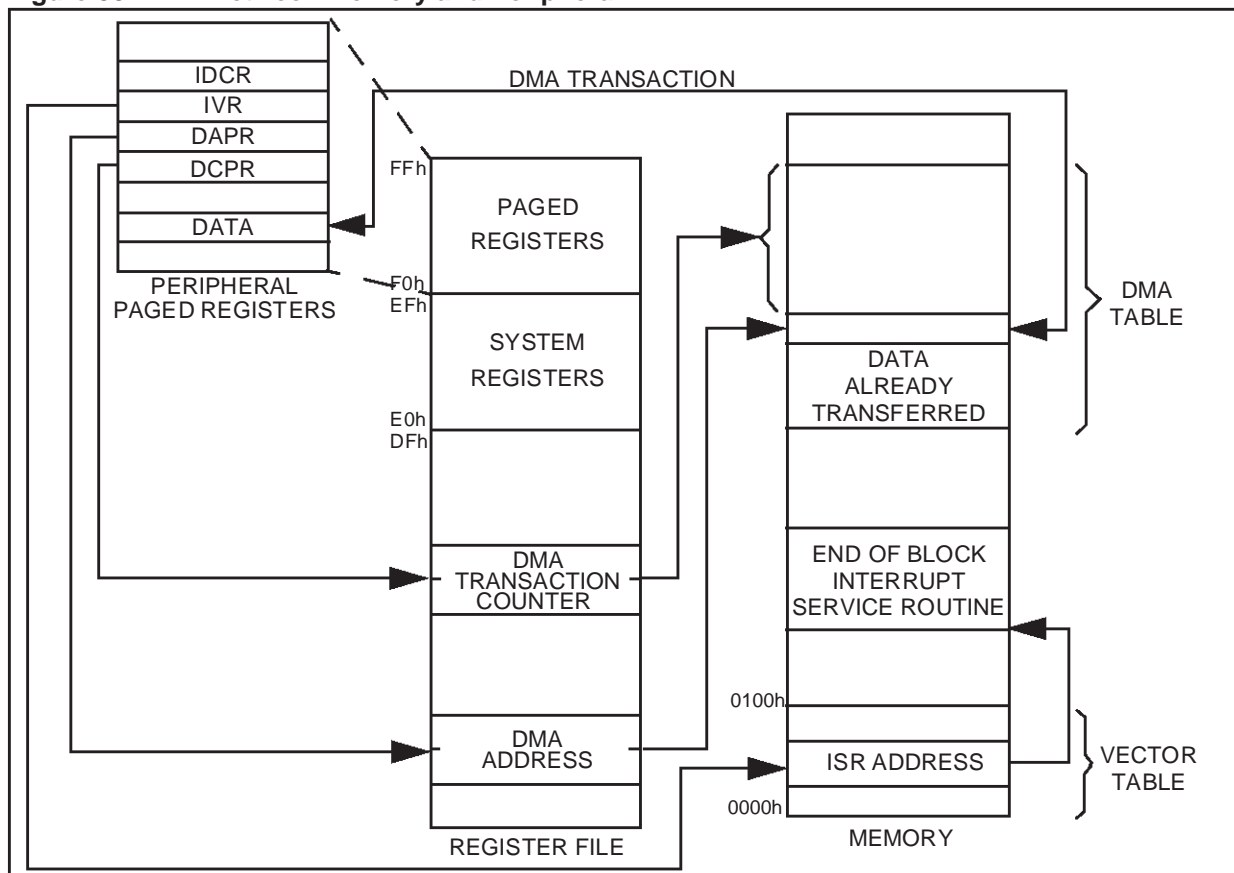 IDCR
IVR
DAPR
DCPR
DATA
PERIPHERAL
PAGED REGISTERS
DMA TRANSACTION
FFh
PAGED
REGISTERS
F0h
EFh
SYSTEM
REGISTERS
E0h
DFh
DMA
TRANSACTION
COUNTER
DMA
ADDRESS
REGISTER FILE
DATA
ALREADY
TRANSFERRED
END OF BLOCK
INTERRUPT
SERVICE ROUTINE
0100h
ISR ADDRESS
0000h
MEMORY
DMA
TABLE
VECTOR
TABLE